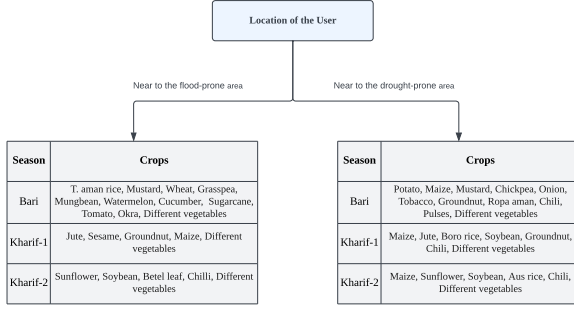 Location of the User
Near to the flood-prone area
Near to the drought-prone area
Season
Crops
Bari
T. aman rice, Mustard, Wheat, Grasspea,
Mungbean, Watermelon, Cucumber, Sugarcane,
Tomato, Okra, Different vegetables
Kharif-1
Jute, Sesame, Groundnut, Maize, Different
vegetables
Kharif-2
Sunflower, Soybean, Betel leaf, Chilli, Different
vegetables
Season
Crops
Bari
Potato, Maize, Mustard, Chickpea, Onion,
Tobacco, Groundnut, Ropa aman, Chili,
Pulses, Different vegetables
Kharif-1
Maize, Jute, Boro rice, Soybean, Groundnut,
Chili, Different vegetables
Kharif-2
Maize, Sunflower, Soybean, Aus rice, Chili,
Different vegetables